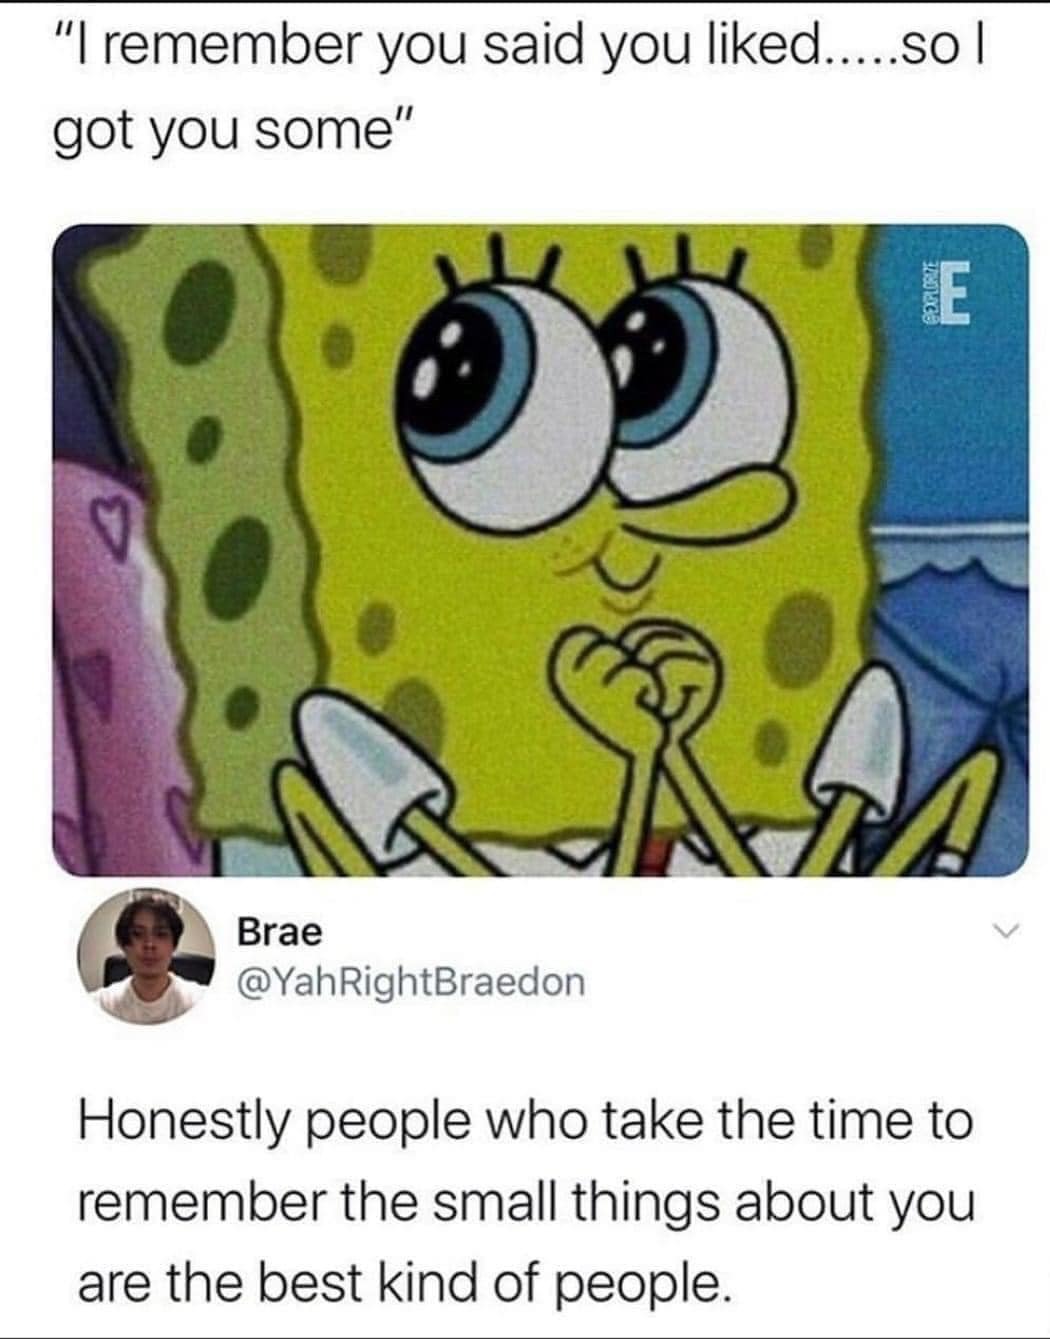 "I remember you said you liked.....so I
got you some"
@EXPLORIZE
E
Brae
@YahRightBraedon
Honestly people who take the time to
remember the small things about you
are the best kind of people.